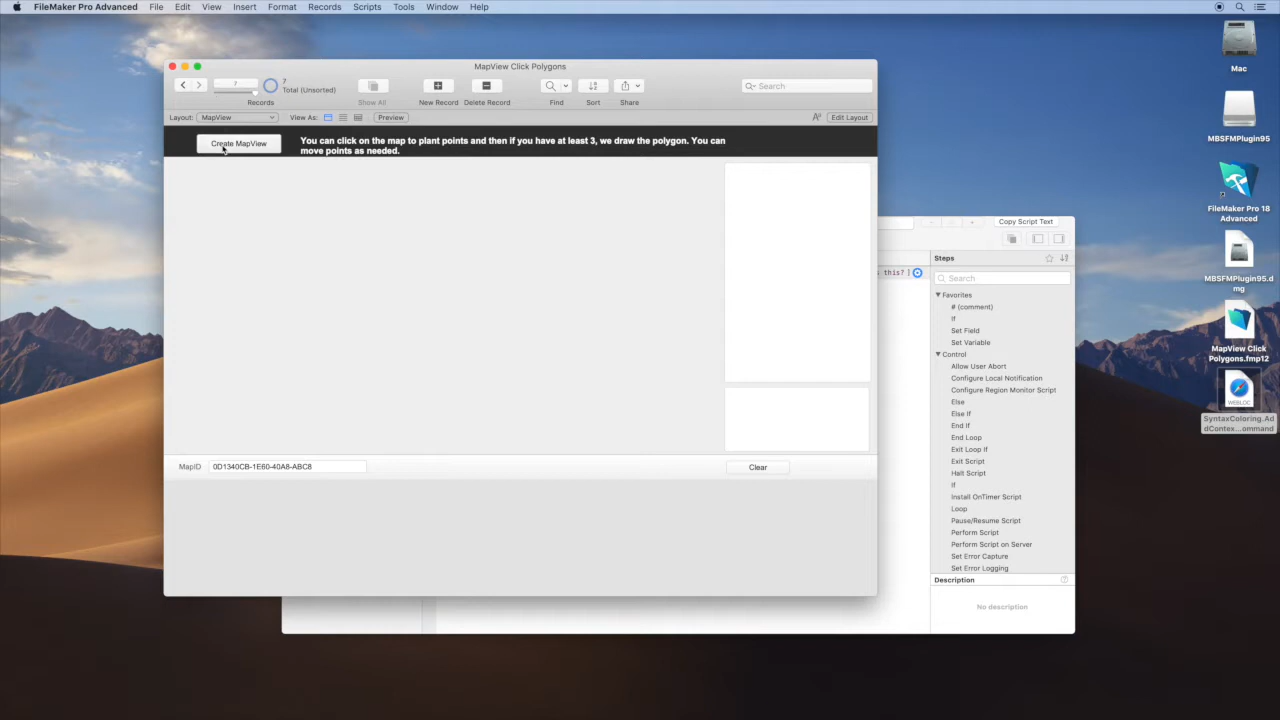 FileMaker Pro Advanced File Edit View Insert Format Records Scripts Tools Window Help
MapView Click Polygons
7
7
Total (Unsorted)
Records
Show All
New Record
Delete Record
Find
Sort
Share
Search
Layout: MapView
View As:
Preview
Edit Layout
Create MapView
You can click on the map to plant points and then if you have at least 3, we draw the polygon. You can
move points as needed.
MapID 0D1340CB-1E60-40A8-ABC8
Clear
Copy Script Text
s this?
Steps
Search
Favorites
# (comment)
If
Set Field
Set Variable
Control
Allow User Abort
Configure Local Notification
Configure Region Monitor Script
Else
Else If
End If
End Loop
Exit Loop If
Exit Script
Halt Script
If
Install OnTimer Script
Loop
Pause/Resume Script
Perform Script
Perform Script on Server
Set Error Capture
Set Error Logging
Description
No description
Mac
MBSFMPlugin95
FileMaker Pro 18
Advanced
MBSFMPlugin95.d
mg
MapView Click
Polygons.fmp12
WEBLOC
SyntaxColoring.Ad
dContex...ommand